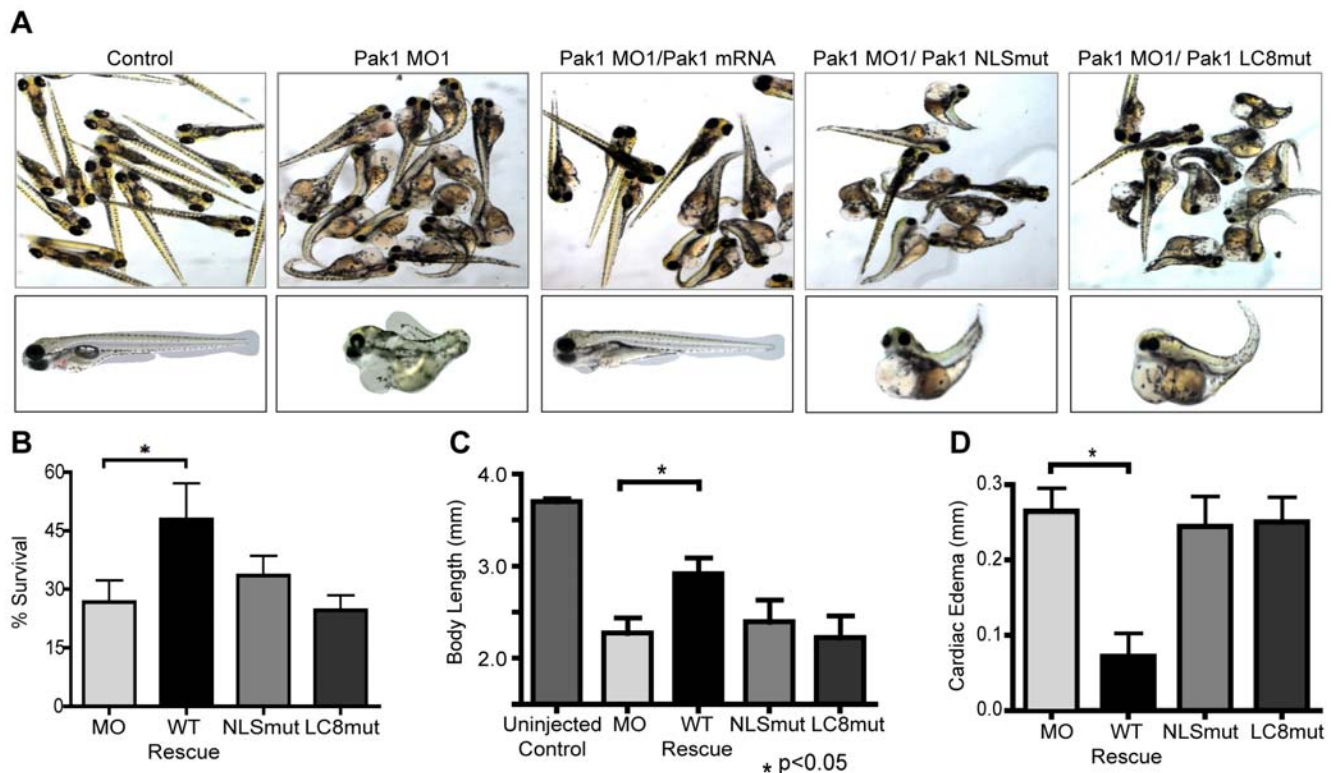 A
Control
Pak1 MO1
Pak1 MO1/Pak1 mRNA
Pak1 MO1/ Pak1 NLSmut
Pak1 MO1/ Pak1 LC8mut
B
*
60
45
30
15
0
% Survival
MO
WT
NLSmut
LC8mut
Rescue
C
*
4.0
3.0
2.0
Body Length (mm)
Uninjected
Control
MO
WT
NLSmut
LC8mut
Rescue
* p<0.05
D
*
0.3
0.2
0.1
0.0
Cardiac Edema (mm)
MO
WT
NLSmut
LC8mut
Rescue